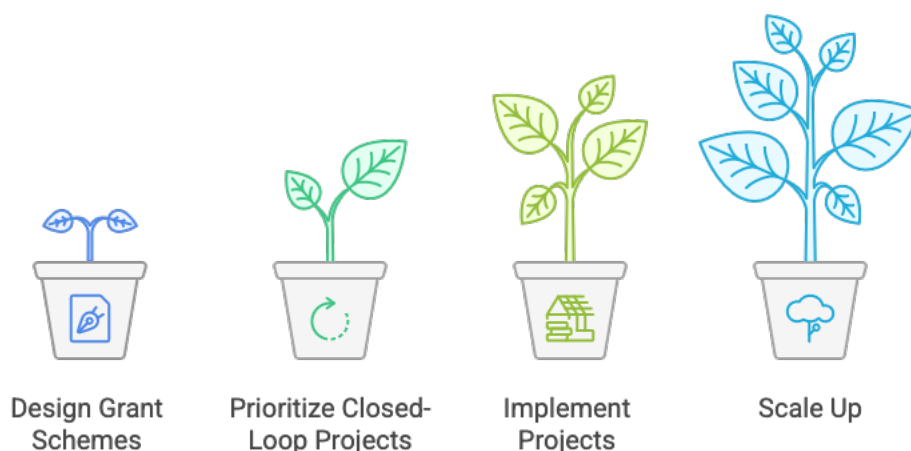 Design Grant
Schemes
Prioritize Closed-
Loop Projects
Implement
Projects
Scale Up